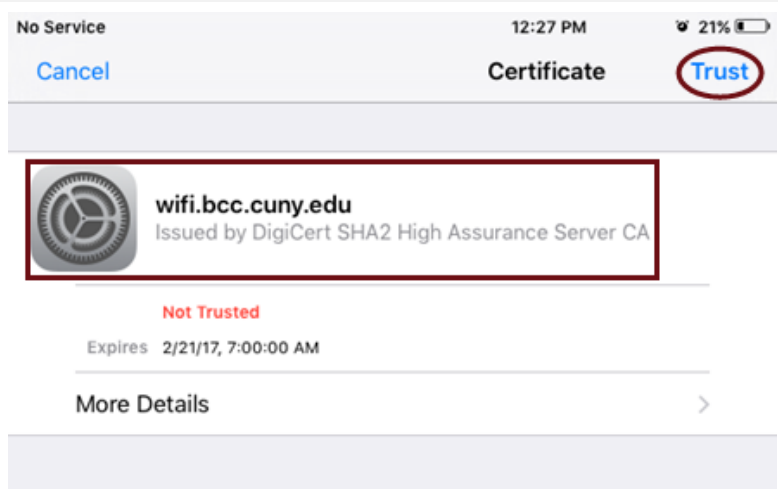 No Service 12:27 PM 21%
Cancel Certificate Trust
wifi.bcc.cuny.edu
Issued by DigiCert SHA2 High Assurance Server CA
Not Trusted
Expires 2/21/17, 7:00:00 AM
More Details